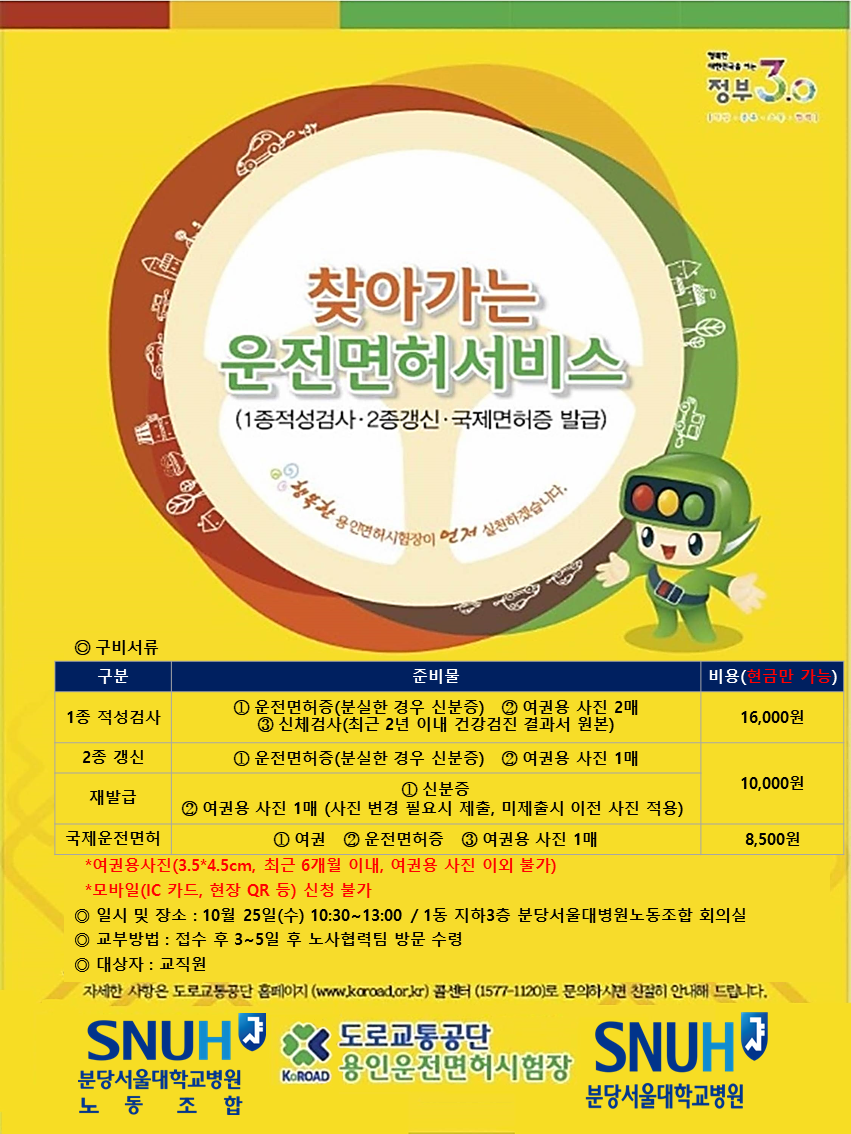 행복한
대한민국을 여는
정부3.0
찾아가는
운전면허서비스
(1종적성검사·2종갱신·국제면허증 발급)
행복한 용인면허시험장이 먼저 실천하겠습니다.
◎ 구비서류
구분 준비물 비용(현금만 가능)
1종 적성검사 ① 운전면허증(분실한 경우 신분증) ② 여권용 사진 2매
③ 신체검사(최근 2년 이내 건강검진 결과서 원본) 16,000원
2종 갱신 ① 운전면허증(분실한 경우 신분증) ② 여권용 사진 1매 10,000원
재발급 ① 신분증
② 여권용 사진 1매 (사진 변경 필요시 제출, 미제출시 이전 사진 적용)
국제운전면허 ① 여권 ② 운전면허증 ③ 여권용 사진 1매 8,500원
*여권용사진(3.5*4.5cm, 최근 6개월 이내, 여권용 사진 이외 불가)
*모바일(IC 카드, 현장 QR 등) 신청 불가
◎ 일시 및 장소 : 10월 25일(수) 10:30~13:00 / 1동 지하3층 분당서울대병원노동조합 회의실
◎ 교부방법 : 접수 후 3~5일 후 노사협력팀 방문 수령
◎ 대상자 : 교직원
자세한 사항은 도로교통공단 홈페이지 (www.koroad.or.kr) 콜센터 (1577-1120)로 문의하시면 친절히 안내해 드립니다.
SNUH
분당서울대학교병원
노 동 조 합
KOROAD
도로교통공단
용인운전면허시험장
SNUH
분당서울대학교병원